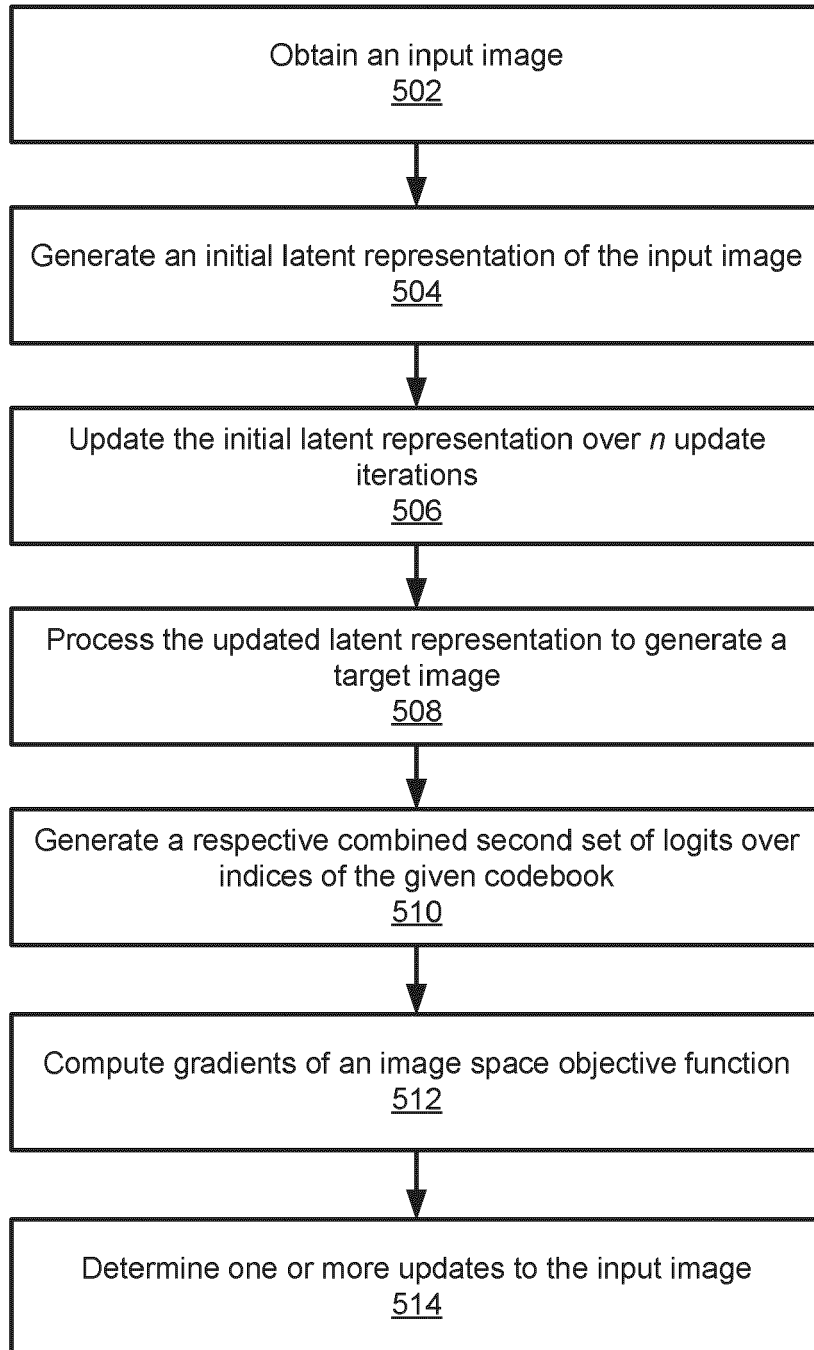 Obtain an input image
502
Generate an initial latent representation of the input image
504
Update the initial latent representation over n update
iterations
506
Process the updated latent representation to generate a
target image
508
Generate a respective combined second set of logits over
indices of the given codebook
510
Compute gradients of an image space objective function
512
Determine one or more updates to the input image
514